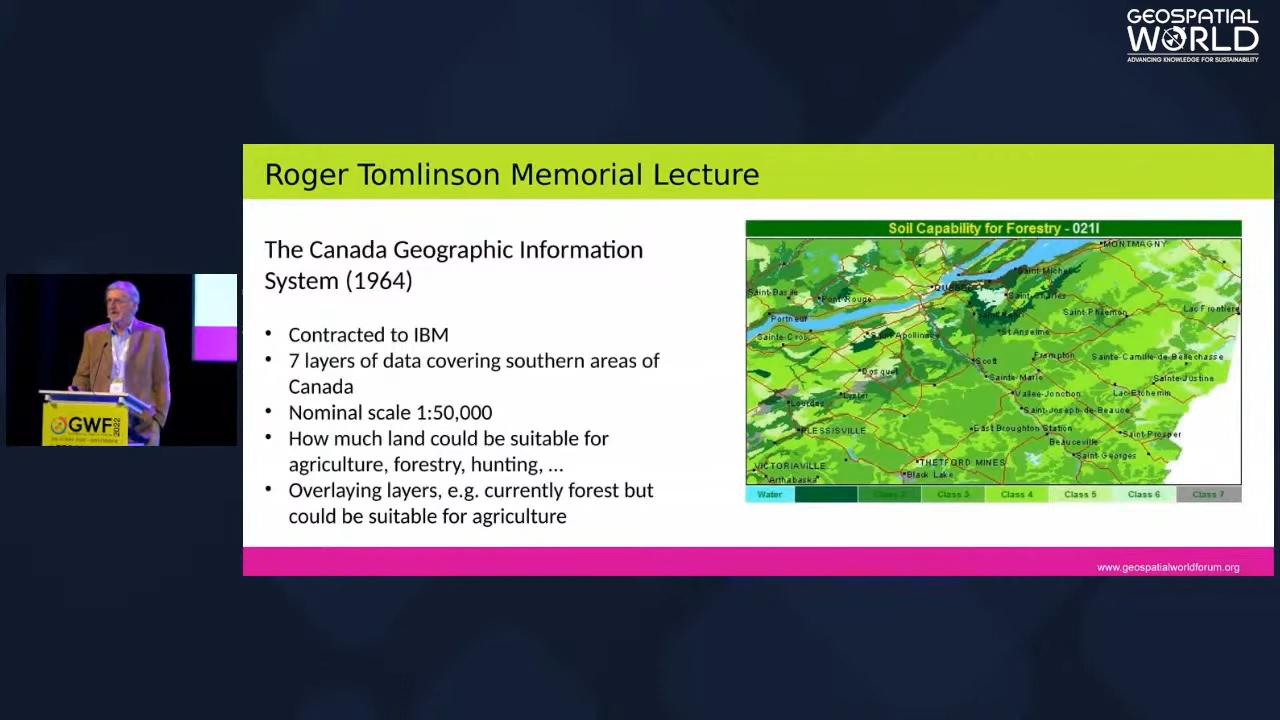 GEOSPATIAL
WORLD
ADVANCING KNOWLEDGE FOR SUSTAINABILITY
Roger Tomlinson Memorial Lecture
The Canada Geographic Information
System (1964)
• Contracted to IBM
• 7 layers of data covering southern areas of
Canada
• Nominal scale 1:50,000
• How much land could be suitable for
agriculture, forestry, hunting, ...
• Overlaying layers, e.g. currently forest but
could be suitable for agriculture
Soil Capability for Forestry - 021I
MONTMAGNY
Saint-Michel
Saint-Basile
Pont-Rouge
Saint-Charles
Lac Frontiere
Portneuf
Saint-Philemon
Sainte-Croix
Saint Apollinaire
St Anselme
Scott
Frampton
Sainte-Camille-de-Bellechasse
Dosquet
Sainte-Marie
Sainte-Justine
Lyster
Vallee-Jonction
Lac-Etchemin
Lourdes
Saint-Joseph-de-Beauce
PLESSISVILLE
East Broughton Station
Saint-Prosper
Beauceville
Saint-Georges
VICTORIAVILLE
THETFORD MINES
Arthabaska
Black Lake
Water Class 2 Class 3 Class 4 Class 5 Class 6 Class 7
GWF 2022
www.geospatialworldforum.org